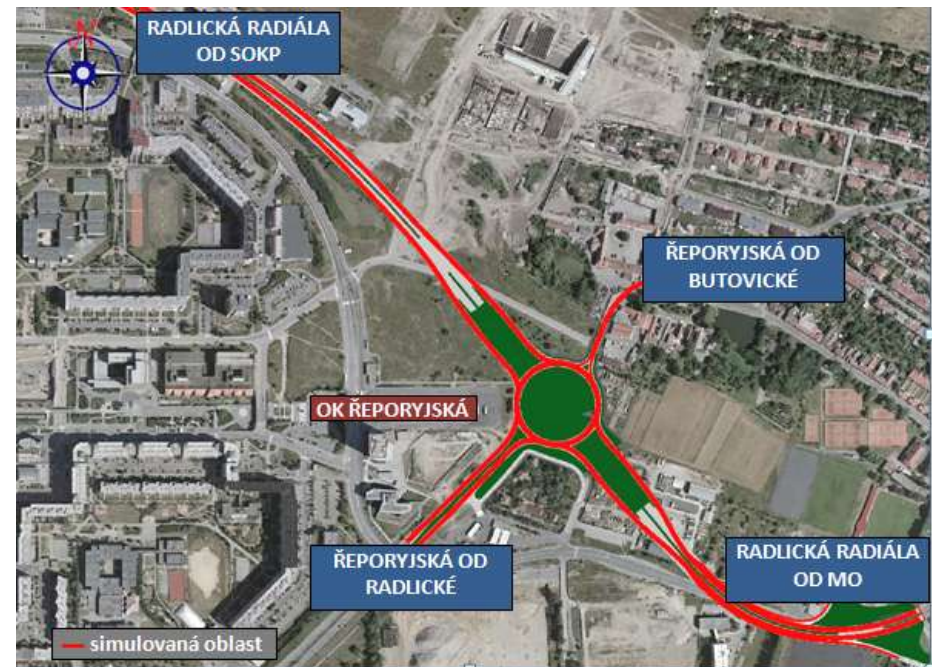 RADLICKÁ RADIÁLA
OD SOKP
ŘEPORYJSKÁ OD
BUTOVICKÉ
OK ŘEPORYJSKÁ
ŘEPORYJSKÁ OD
RADLICKÉ
RADLICKÁ RADIÁLA
OD MO
simulovaná oblast